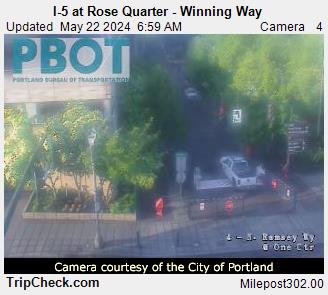 I-5 at Rose Quarter - Winning Way
Updated May 22 2024 6:59 AM Camera 4
PBOT
PORTLAND BUREAU OF TRANSPORTATION
4 - N. Ramsey Wy
@ One Ctr
Camera courtesy of the City of Portland
TripCheck.com Milepost302.00